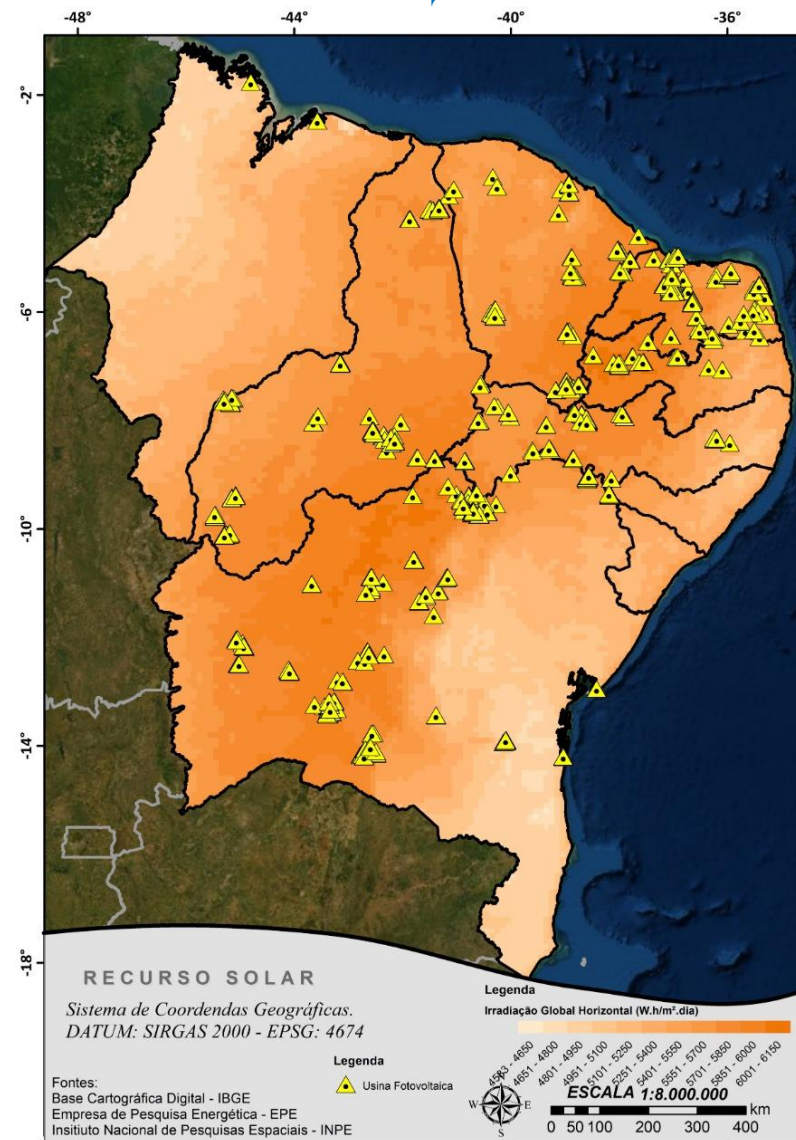 -48° -44° -40° -36°
-2°
-6°
-10°
-14°
-18°
RECURSO SOLAR
Sistema de Coordendas Geográficas.
DATUM: SIRGAS 2000 - EPSG: 4674
Legenda
Usina Fotovoltaica
Fontes:
Base Cartográfica Digital - IBGE
Empresa de Pesquisa Energética - EPE
Insitiuto Nacional de Pesquisas Espaciais - INPE
Legenda
Irradiação Global Horizontal (W.h/m².dia)
4583 - 4650
4651 - 4800
4801 - 4950
4951 - 5100
5101 - 5250
5251 - 5400
5401 - 5550
5551 - 5700
5701 - 5850
5851 - 6000
6001 - 6150
N
W E
S
ESCALA 1:8.000.000
0 50 100 200 300 400 km